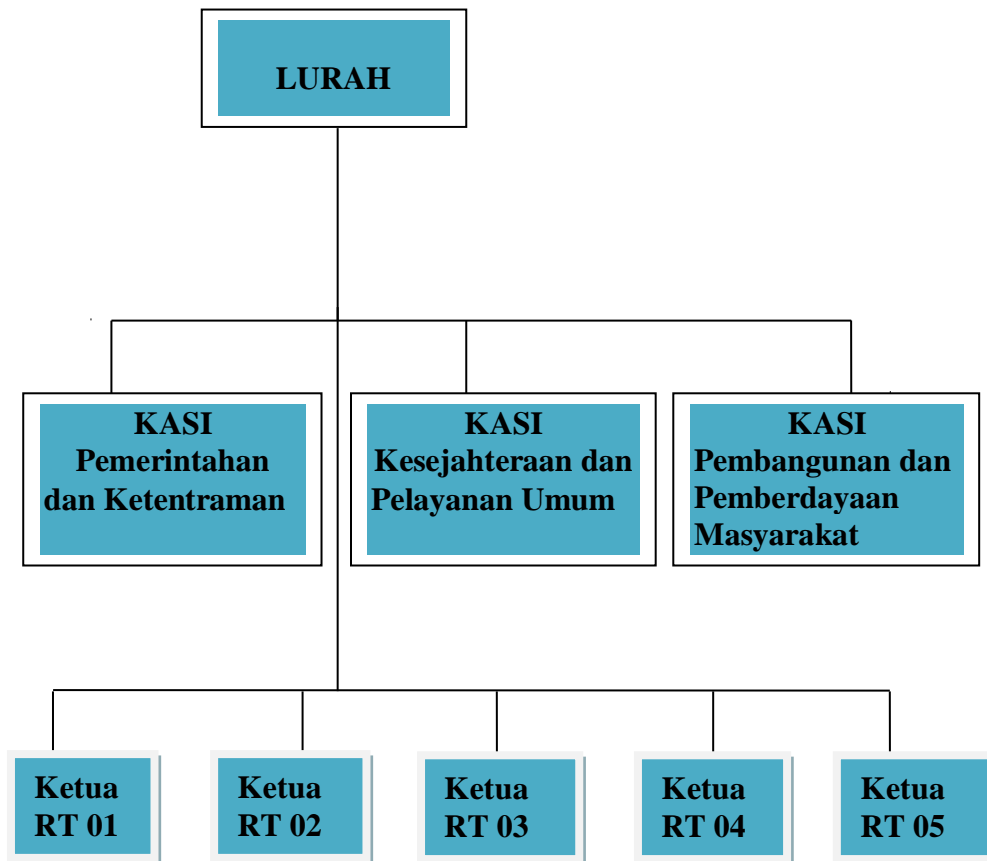 LURAH
KASI
Pemerintahan
dan Ketentraman
KASI
Kesejahteraan dan
Pelayanan Umum
KASI
Pembangunan dan
Pemberdayaan
Masyarakat
Ketua
RT 01
Ketua
RT 02
Ketua
RT 03
Ketua
RT 04
Ketua
RT 05